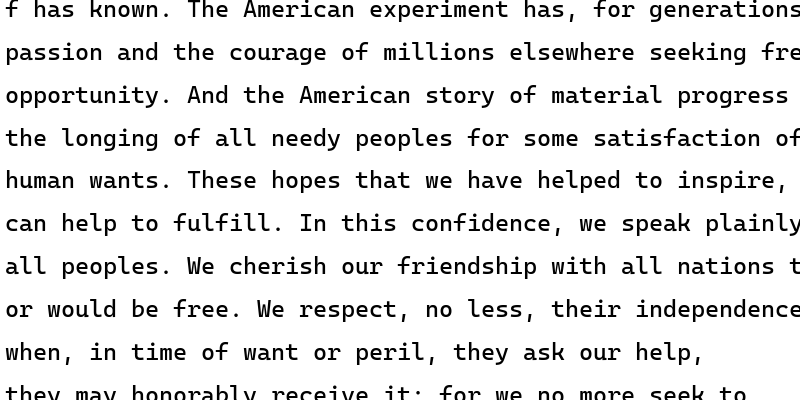 f has known. The American experiment has, for generations
passion and the courage of millions elsewhere seeking fre
opportunity. And the American story of material progress
the longing of all needy peoples for some satisfaction of
human wants. These hopes that we have helped to inspire,
can help to fulfill. In this confidence, we speak plainly
all peoples. We cherish our friendship with all nations t
or would be free. We respect, no less, their independence
when, in time of want or peril, they ask our help,
they may honorably receive it; for we no more seek to